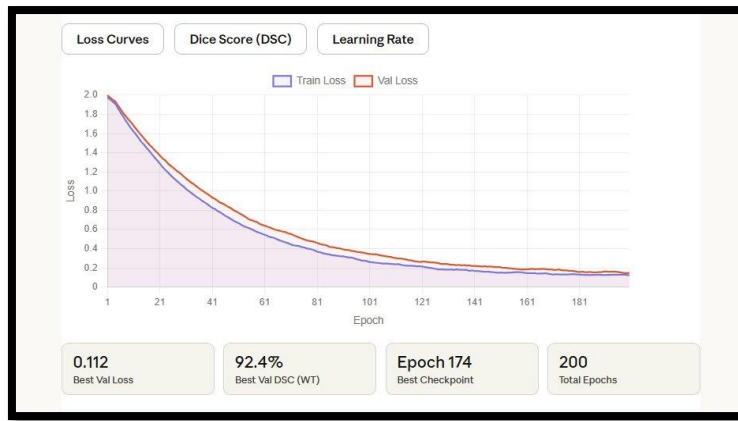 Loss Curves Dice Score (DSC) Learning Rate
Train Loss Val Loss
2.0
1.8
1.6
1.4
1.2
1.0
0.8
0.6
0.4
0.2
0
Loss
1 21 41 61 81 101 121 141 161 181
Epoch
0.112 92.4% Epoch 174 200
Best Val Loss Best Val DSC (WT) Best Checkpoint Total Epochs